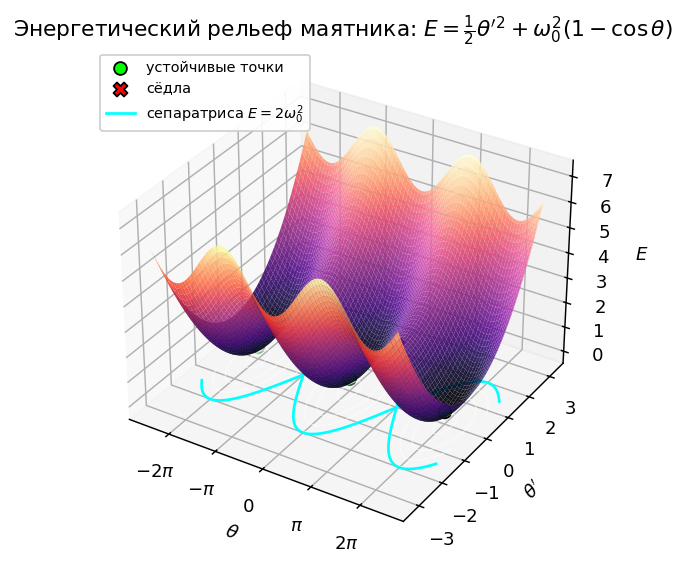 Энергетический рельеф маятника: E = ½θ′² + ω₀²(1 − cos θ)
устойчивые точки
сёдла
сепаратриса E = 2ω₀²
7
6
5
4
3
2
1
0
E
3
2
1
0
−1
−2
−3
θ′
−2π
−π
0
π
2π
θ